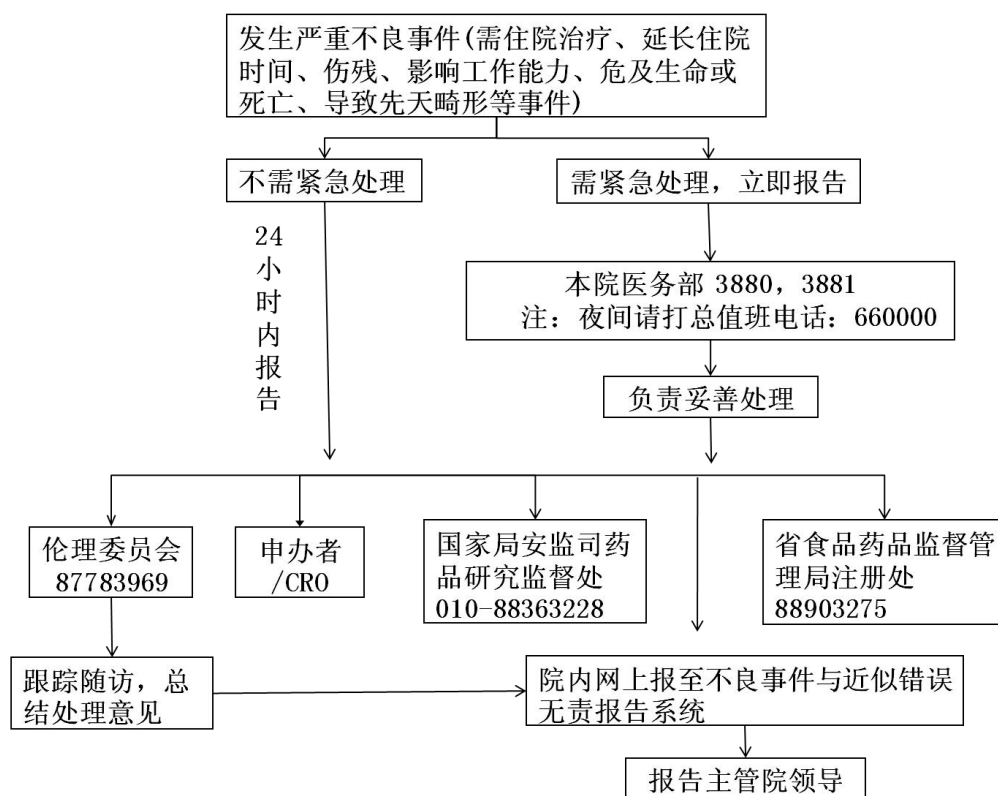 发生严重不良事件(需住院治疗、延长住院
时间、伤残、影响工作能力、危及生命或
死亡、导致先天畸形等事件)
不需紧急处理
需紧急处理，立即报告
24
小
时
内
报
告
本院医务部 3880，3881
注：夜间请打总值班电话：660000
负责妥善处理
伦理委员会
87783969
申办者
/CRO
国家局安监司药
品研究监督处
010-88363228
省食品药品监督管
理局注册处
88903275
跟踪随访，总
结处理意见
院内网上报至不良事件与近似错误
无责报告系统
报告主管院领导